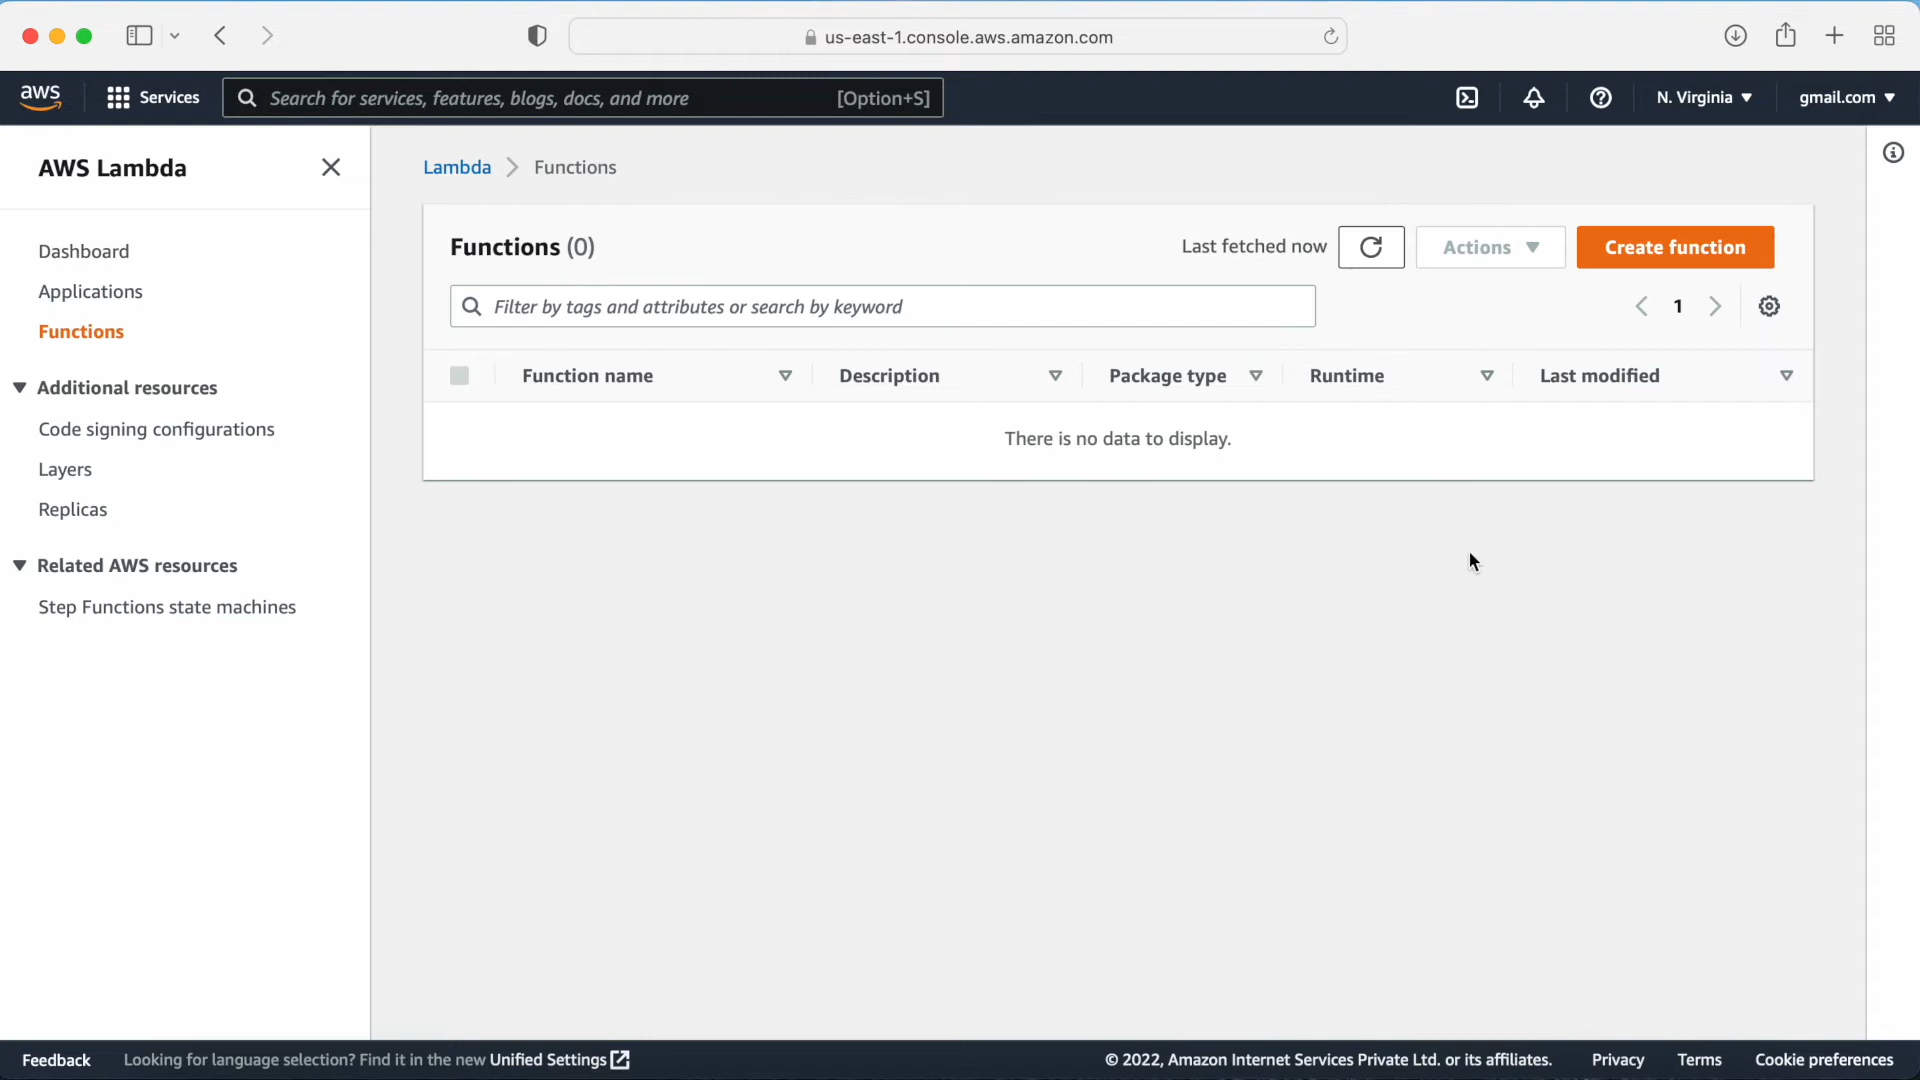 us-east-1.console.aws.amazon.com
aws Services Search for services, features, blogs, docs, and more [Option+S] N. Virginia gmail.com
AWS Lambda
Dashboard
Applications
Functions
Additional resources
Code signing configurations
Layers
Replicas
Related AWS resources
Step Functions state machines
Lambda Functions
Functions (0) Last fetched now Actions Create function
Filter by tags and attributes or search by keyword 1
Function name Description Package type Runtime Last modified
There is no data to display.
Feedback Looking for language selection? Find it in the new Unified Settings © 2022, Amazon Internet Services Private Ltd. or its affiliates. Privacy Terms Cookie preferences